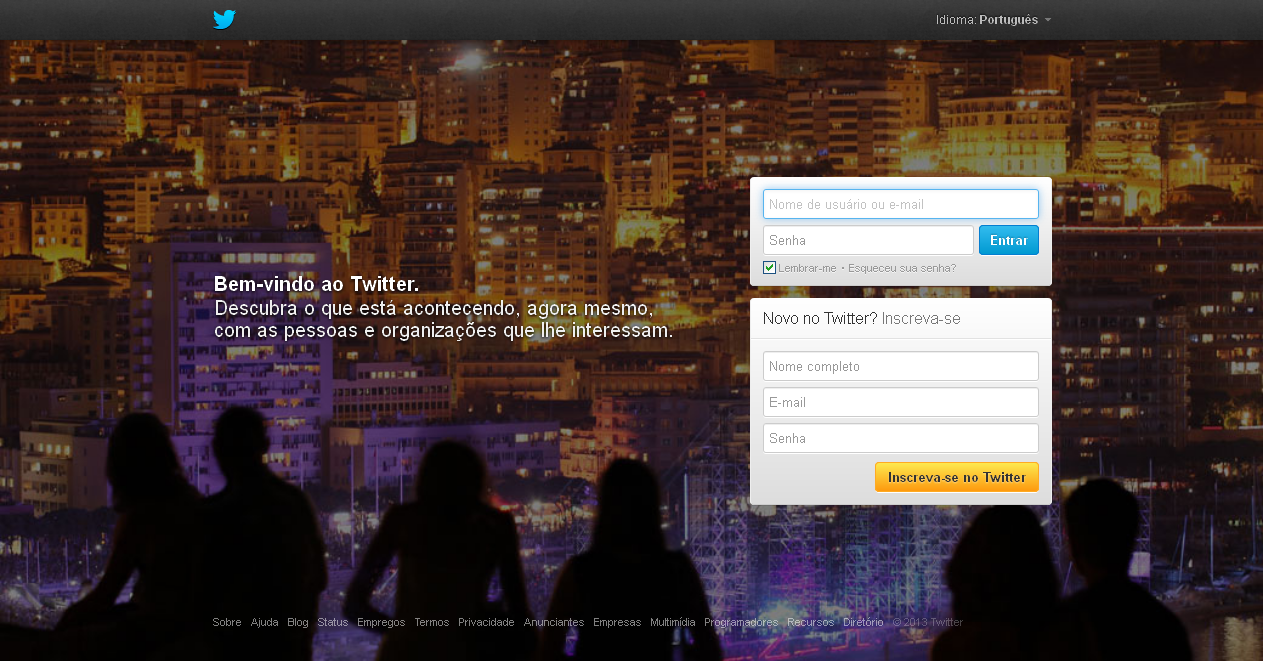 Idioma: Português
Nome de usuário ou e-mail
Senha
Entrar
Lembrar-me · Esqueceu sua senha?
Bem-vindo ao Twitter.
Descubra o que está acontecendo, agora mesmo,
com as pessoas e organizações que lhe interessam.
Novo no Twitter? Inscreva-se
Nome completo
E-mail
Senha
Inscreva-se no Twitter
Sobre Ajuda Blog Status Empregos Termos Privacidade Anunciantes Empresas Multimídia Programadores Recursos Diretório © 2013 Twitter